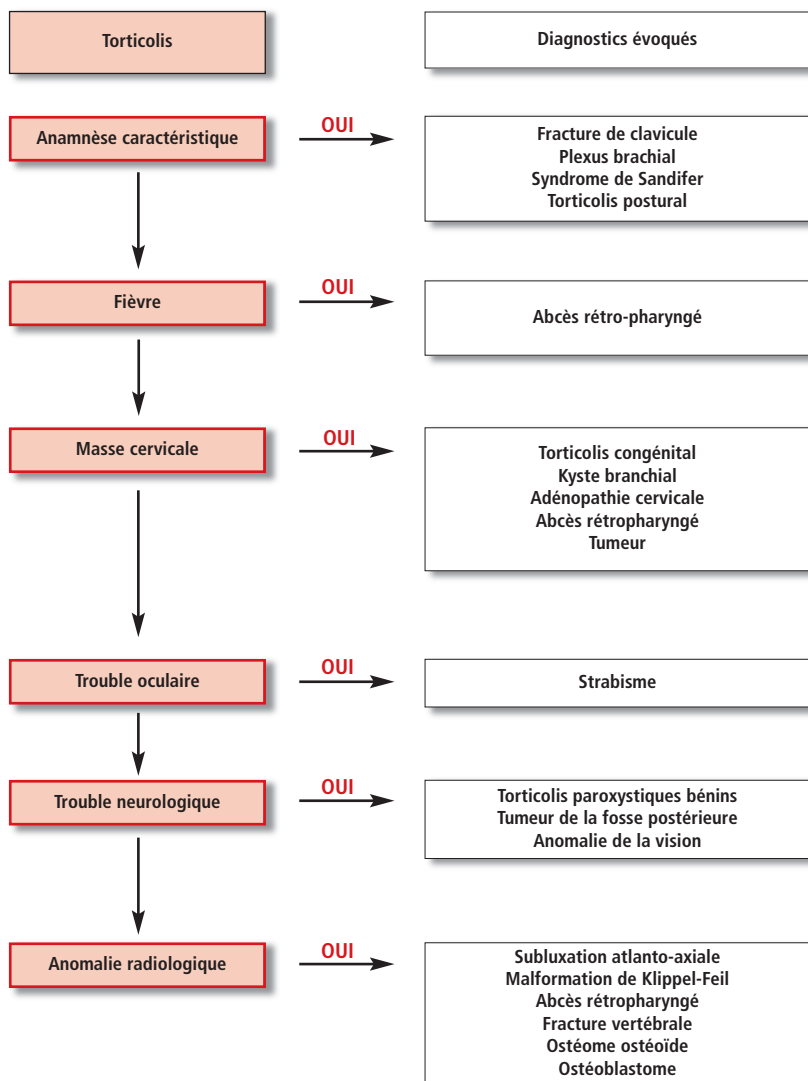 Torticolis
Diagnostics évoqués
Anamnèse caractéristique
OUI
Fracture de clavicule
Plexus brachial
Syndrome de Sandifer
Torticolis postural
Fièvre
OUI
Abcès rétro-pharyngé
Masse cervicale
OUI
Torticolis congénital
Kyste branchial
Adénopathie cervicale
Abcès rétropharyngé
Tumeur
Trouble oculaire
OUI
Strabisme
Trouble neurologique
OUI
Torticolis paroxystiques bénins
Tumeur de la fosse postérieure
Anomalie de la vision
Anomalie radiologique
OUI
Subluxation atlanto-axiale
Malformation de Klippel-Feil
Abcès rétropharyngé
Fracture vertébrale
Ostéome ostéoïde
Ostéoblastome